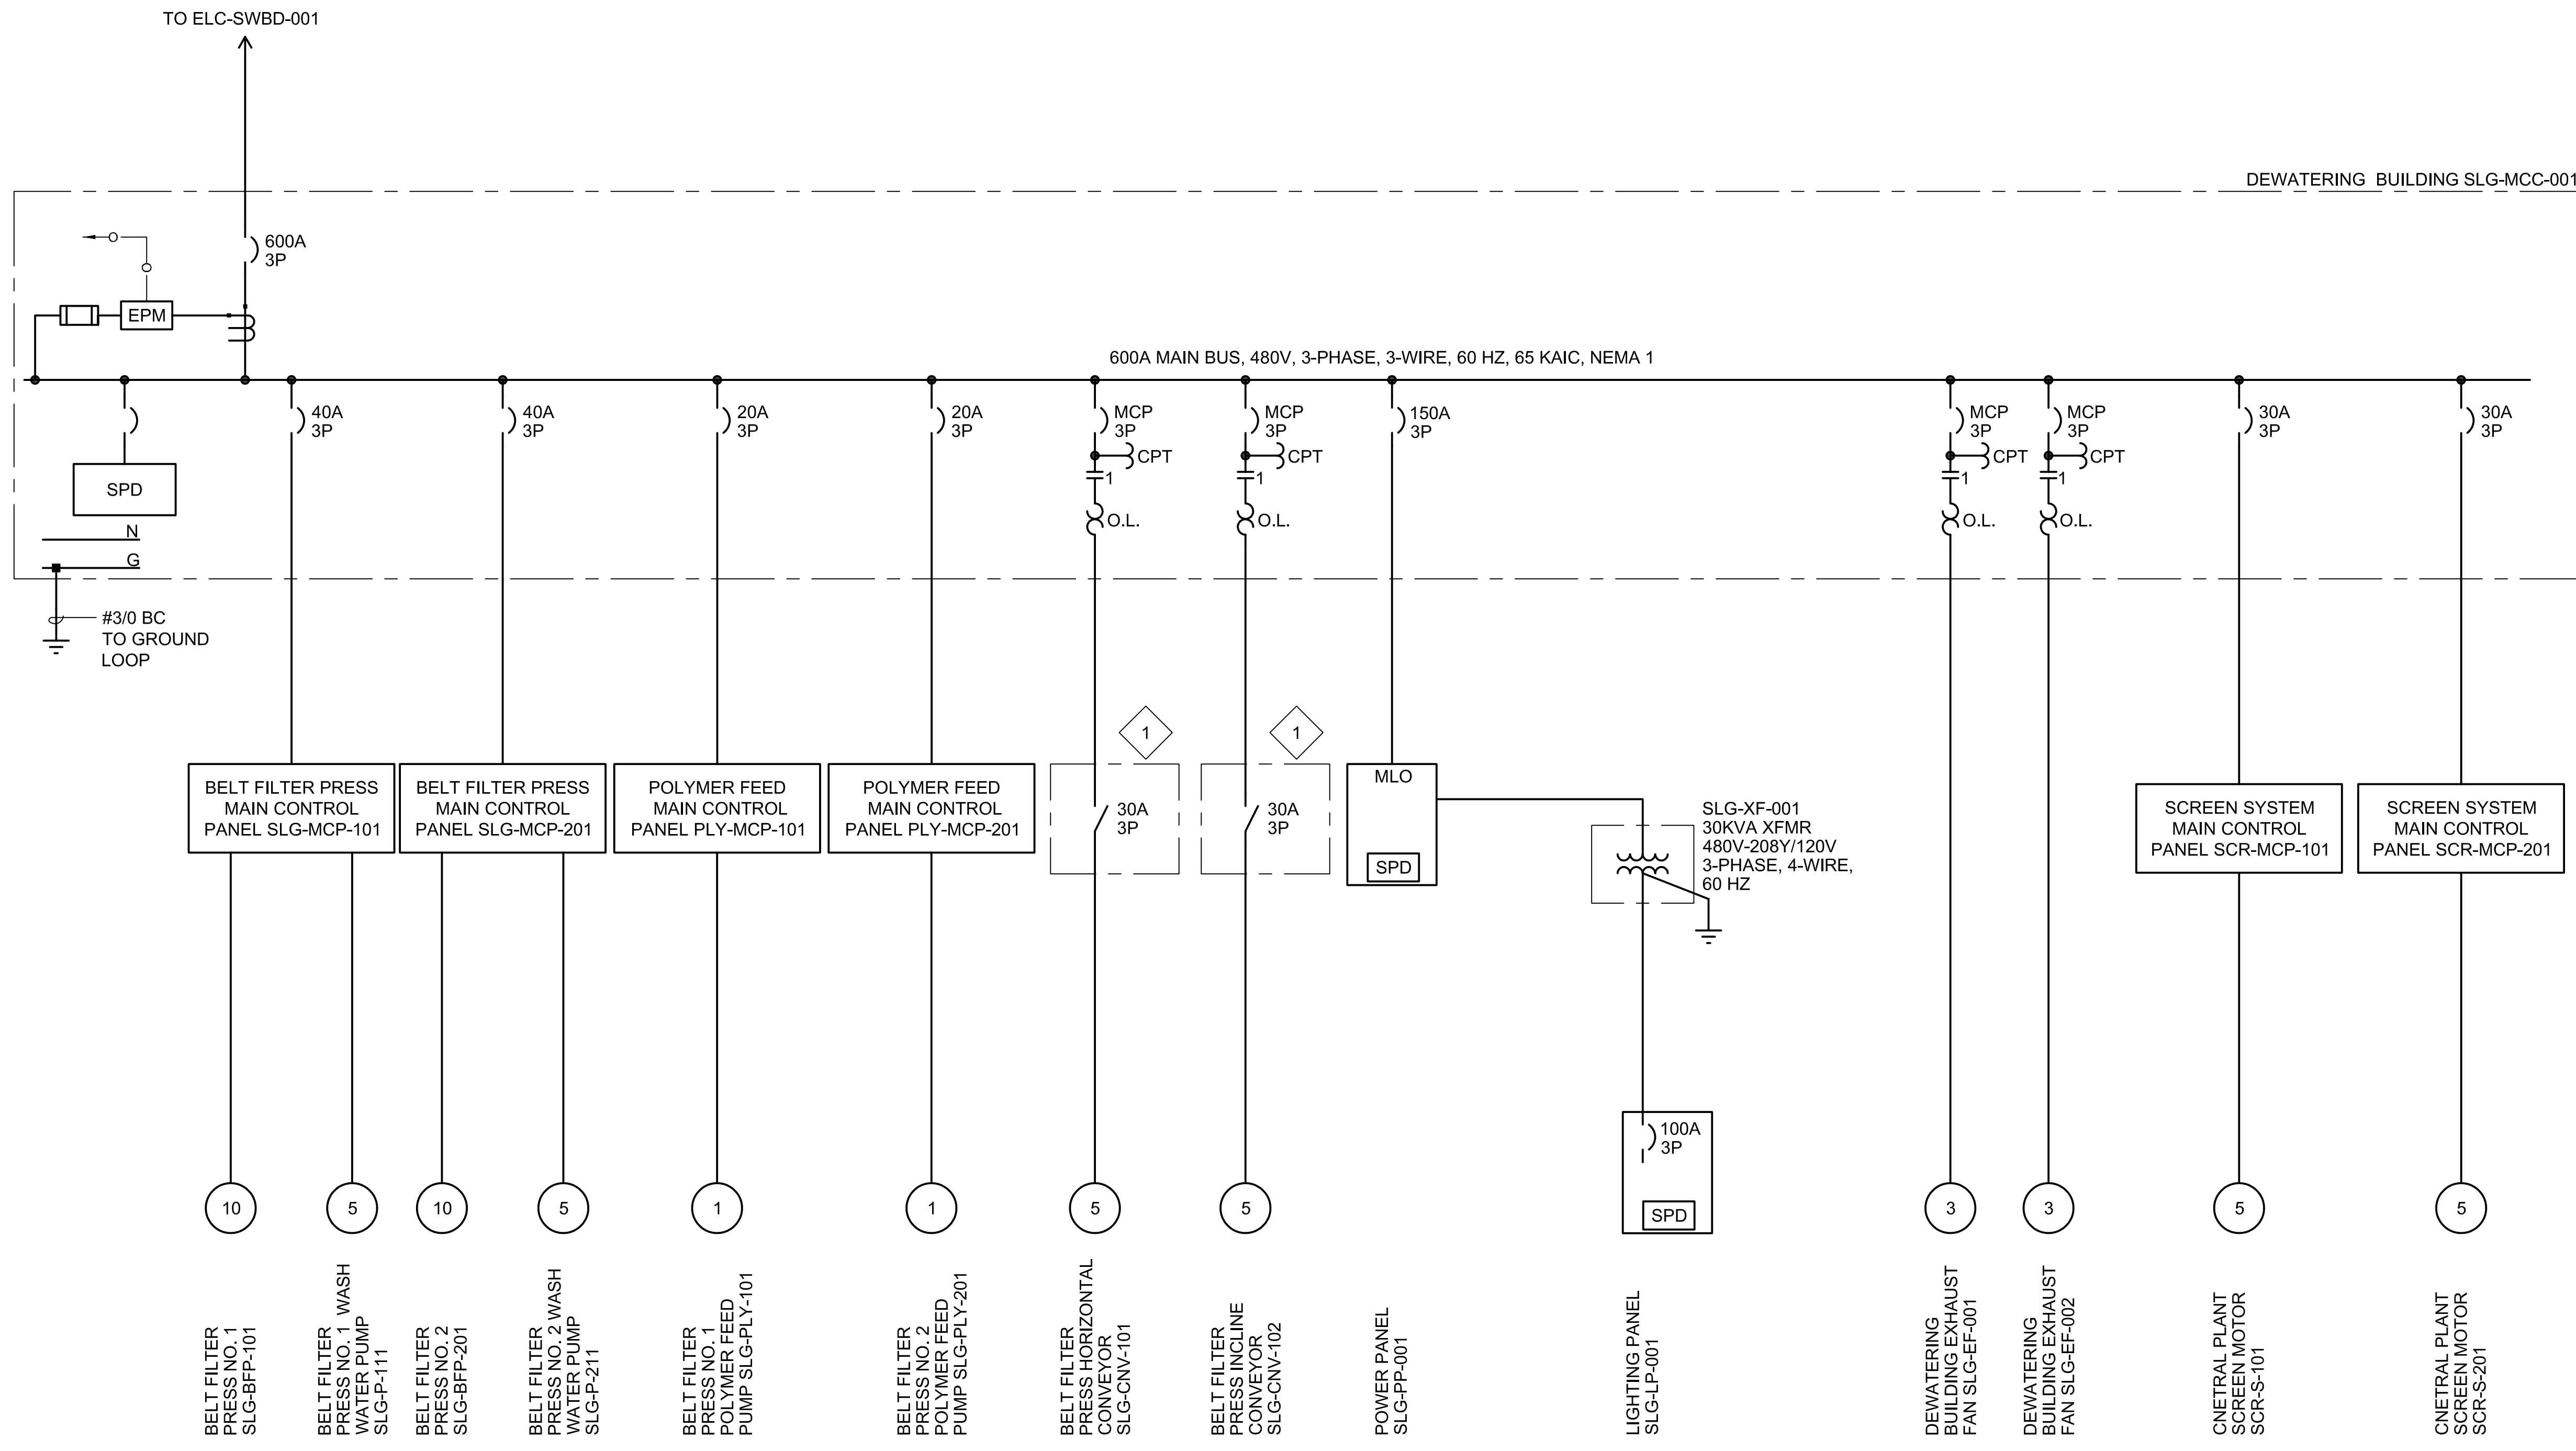 TO ELC-SWBD-001
DEWATERING BUILDING SLG-MCC-001
600A
3P
EPM
600A MAIN BUS, 480V, 3-PHASE, 3-WIRE, 60 HZ, 65 KAIC, NEMA 1
SPD
N
G
#3/0 BC
TO GROUND
LOOP
40A
3P
40A
3P
20A
3P
20A
3P
MCP
3P
CPT
1
O.L.
MCP
3P
CPT
1
O.L.
150A
3P
MCP
3P
CPT
1
O.L.
MCP
3P
CPT
1
O.L.
30A
3P
30A
3P
BELT FILTER PRESS
MAIN CONTROL
PANEL SLG-MCP-101
BELT FILTER PRESS
MAIN CONTROL
PANEL SLG-MCP-201
POLYMER FEED
MAIN CONTROL
PANEL PLY-MCP-101
POLYMER FEED
MAIN CONTROL
PANEL PLY-MCP-201
1
30A
3P
1
30A
3P
MLO
SPD
SLG-XF-001
30KVA XFMR
480V-208Y/120V
3-PHASE, 4-WIRE,
60 HZ
SCREEN SYSTEM
MAIN CONTROL
PANEL SCR-MCP-101
SCREEN SYSTEM
MAIN CONTROL
PANEL SCR-MCP-201
100A
3P
SPD
10
5
10
5
1
1
5
5
3
3
5
5
BELT FILTER
PRESS NO. 1
SLG-BFP-101
BELT FILTER
PRESS NO. 1 WASH
WATER PUMP
SLG-P-111
BELT FILTER
PRESS NO. 2
SLG-BFP-201
BELT FILTER
PRESS NO. 2 WASH
WATER PUMP
SLG-P-211
BELT FILTER
PRESS NO. 1
POLYMER FEED
PUMP SLG-PLY-101
BELT FILTER
PRESS NO. 2
POLYMER FEED
PUMP SLG-PLY-201
BELT FILTER
PRESS HORIZONTAL
CONVEYOR
SLG-CNV-101
BELT FILTER
PRESS INCLINE
CONVEYOR
SLG-CNV-102
POWER PANEL
SLG-PP-001
LIGHTING PANEL
SLG-LP-001
DEWATERING
BUILDING EXHAUST
FAN SLG-EF-001
DEWATERING
BUILDING EXHAUST
FAN SLG-EF-002
CNETRAL PLANT
SCREEN MOTOR
SCR-S-101
CNETRAL PLANT
SCREEN MOTOR
SCR-S-201